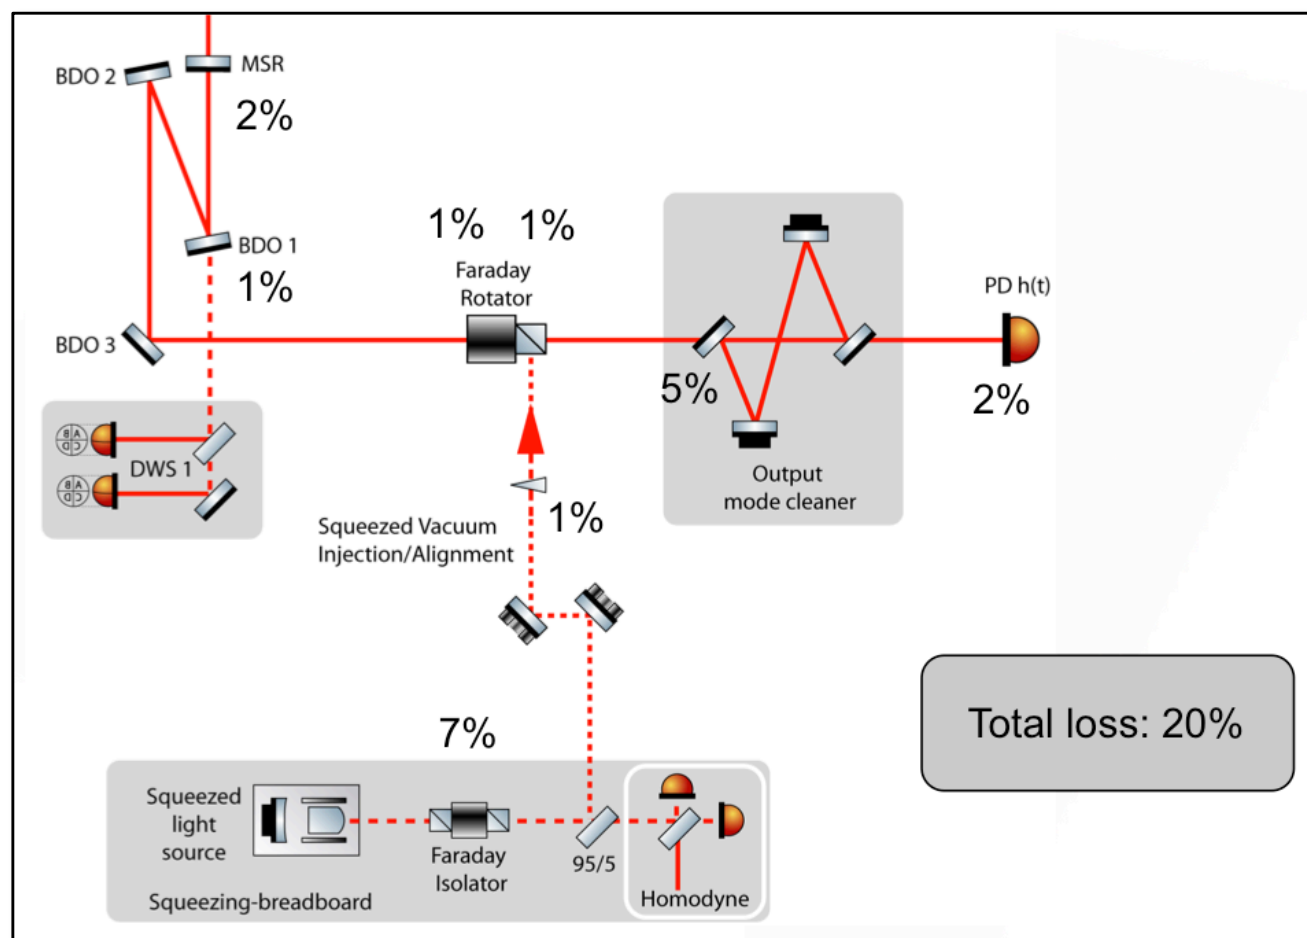 BDO 2
MSR
2%
BDO 1
1%
BDO 3
1%
1%
Faraday
Rotator
PD h(t)
5%
2%
A B
C D
DWS 1
A B
C D
Output
mode cleaner
1%
Squeezed Vacuum
Injection/Alignment
7%
Total loss: 20%
Squeezed
light
source
Faraday
Isolator
95/5
Homodyne
Squeezing-breadboard